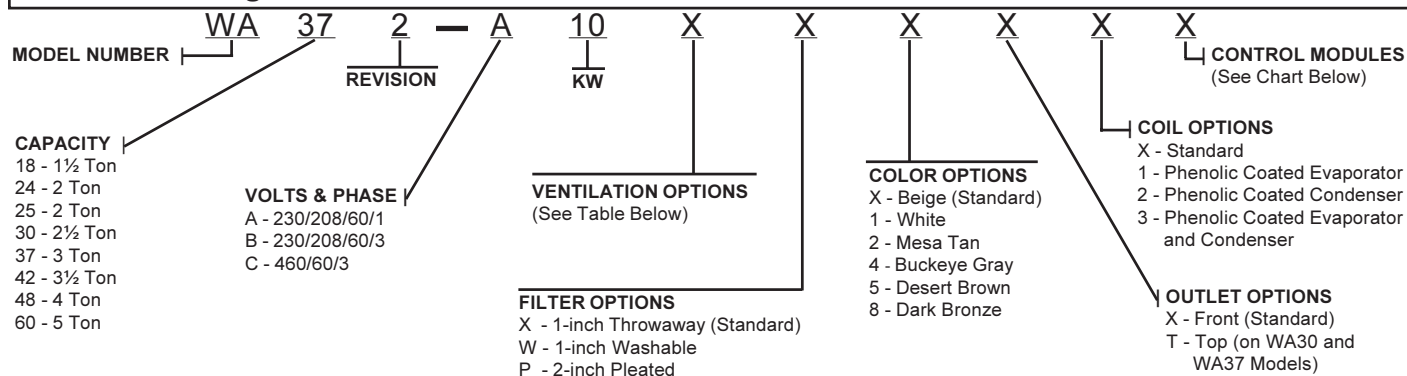 WA 37 2 – A 10 X X X X X X
MODEL NUMBER
REVISION
KW
CONTROL MODULES
(See Chart Below)
CAPACITY
18 - 1½ Ton
24 - 2 Ton
25 - 2 Ton
30 - 2½ Ton
37 - 3 Ton
42 - 3½ Ton
48 - 4 Ton
60 - 5 Ton
VOLTS & PHASE
A - 230/208/60/1
B - 230/208/60/3
C - 460/60/3
VENTILATION OPTIONS
(See Table Below)
FILTER OPTIONS
X - 1-inch Throwaway (Standard)
W - 1-inch Washable
P - 2-inch Pleated
COLOR OPTIONS
X - Beige (Standard)
1 - White
2 - Mesa Tan
4 - Buckeye Gray
5 - Desert Brown
8 - Dark Bronze
COIL OPTIONS
X - Standard
1 - Phenolic Coated Evaporator
2 - Phenolic Coated Condenser
3 - Phenolic Coated Evaporator
and Condenser
OUTLET OPTIONS
X - Front (Standard)
T - Top (on WA30 and
WA37 Models)